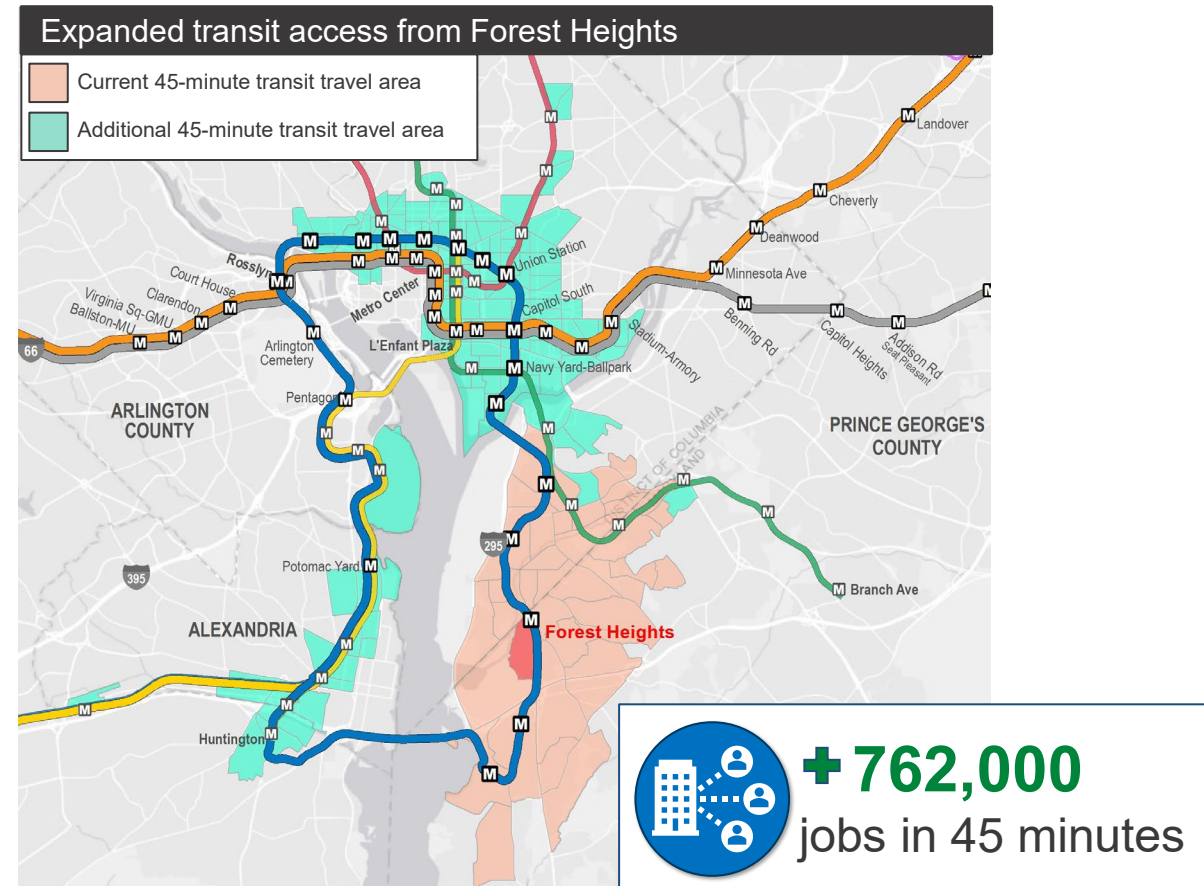 Expanded transit access from Forest Heights
Current 45-minute transit travel area
Additional 45-minute transit travel area
Landover
Cheverly
Deanwood
Minnesota Ave
Union Station
Rosslyn
Court House
Clarendon
Virginia Sq-GMU
Ballston-MU
Metro Center
Capitol South
Benning Rd
Capitol Heights
Addison Rd
Seat Pleasant
Stadium-Armory
66
Arlington
Cemetery
L'Enfant Plaza
Navy Yard-Ballpark
Pentagon
ARLINGTON
COUNTY
DISTRICT OF COLUMBIA
PRINCE GEORGE'S
COUNTY
295
395
Potomac Yard
Branch Ave
ALEXANDRIA
Forest Heights
Huntington
+ 762,000
jobs in 45 minutes